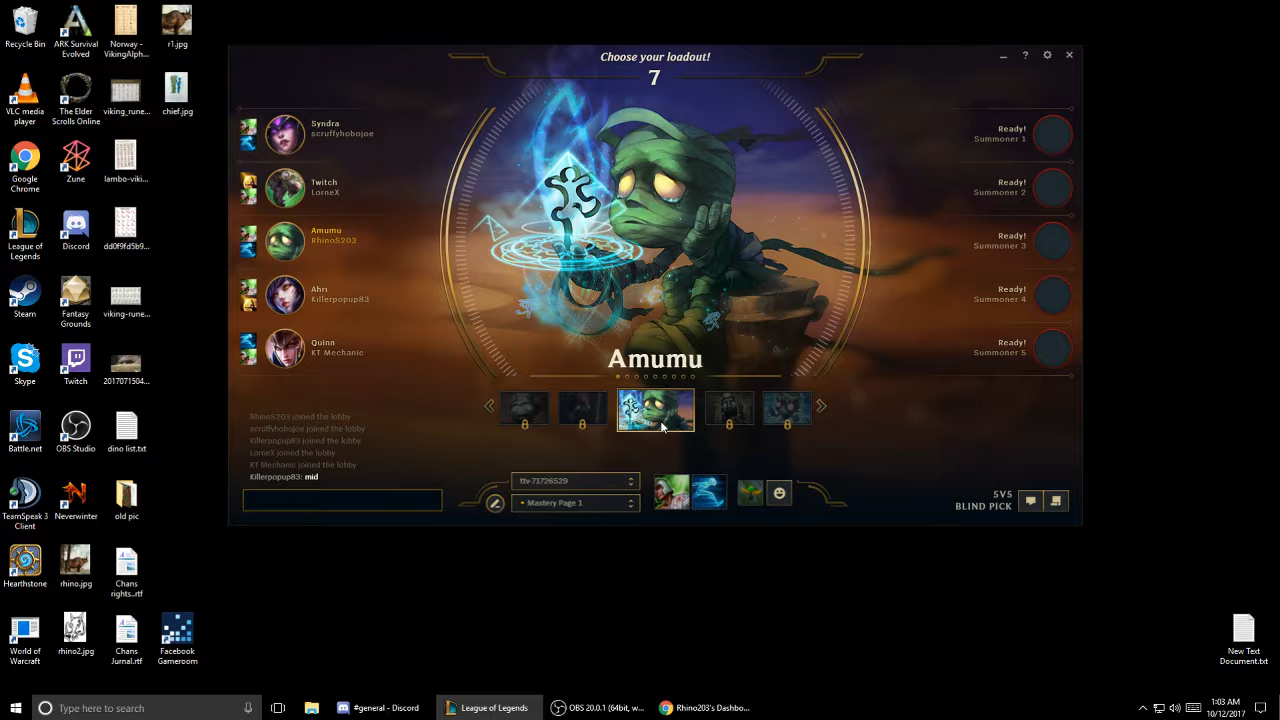 Recycle Bin
ARK Survival
Evolved
Norway -
VikingAlph...
r1.jpg
VLC media
player
The Elder
Scrolls Online
viking_rune...
chief.jpg
Google
Chrome
Zune
lambo-viki...
League of
Legends
Discord
dd0f9fd5b9...
Steam
Fantasy
Grounds
viking-rune...
Skype
Twitch
2017071504...
Battle.net
OBS Studio
dino list.txt
TeamSpeak 3
Client
Neverwinter
old pic
Hearthstone
rhino.jpg
Chans
rights..rtf
World of
Warcraft
rhino2.jpg
Chans
Jurnal.rtf
Facebook
Gameroom
Choose your loadout!
7
?
Syndra
scruffyhobojoe
Twitch
LorneX
Amumu
RhinoS203
Ahri
Killerpopup83
Quinn
KT Mechanic
Ready!
Summoner 1
Ready!
Summoner 2
Ready!
Summoner 3
Ready!
Summoner 4
Ready!
Summoner 5
Amumu
RhinoS203 joined the lobby
scruffyhobojoe joined the lobby
Killerpopup83 joined the lobby
LorneX joined the lobby
KT Mechanic joined the lobby
Killerpopup83: mid
ttv-71726529
Mastery Page 1
5V5
BLIND PICK
New Text
Document.txt
Type here to search
#general - Discord
League of Legends
OBS 20.0.1 (64bit, w...
Rhino203's Dashbo...
1:03 AM
10/12/2017